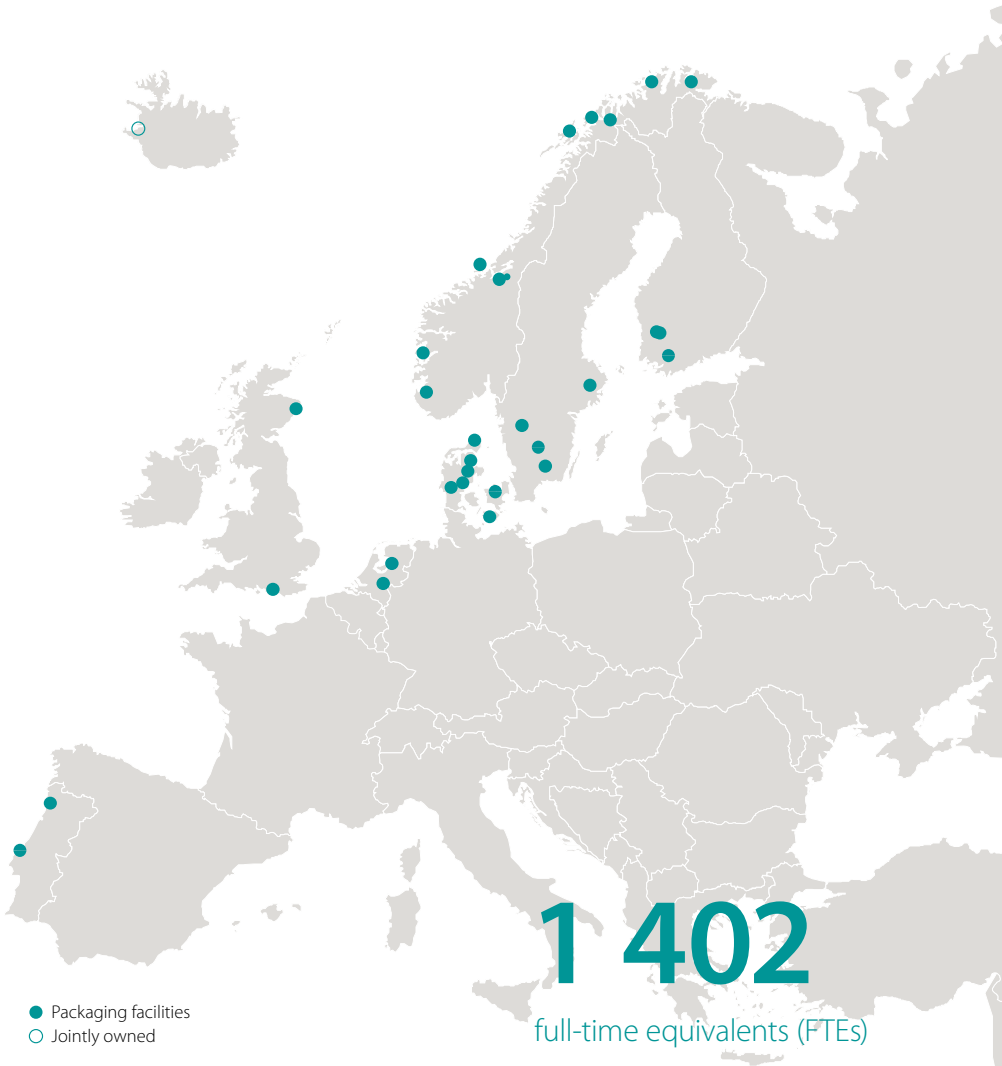 1 402
full-time equivalents (FTEs)
Packaging facilities
Jointly owned